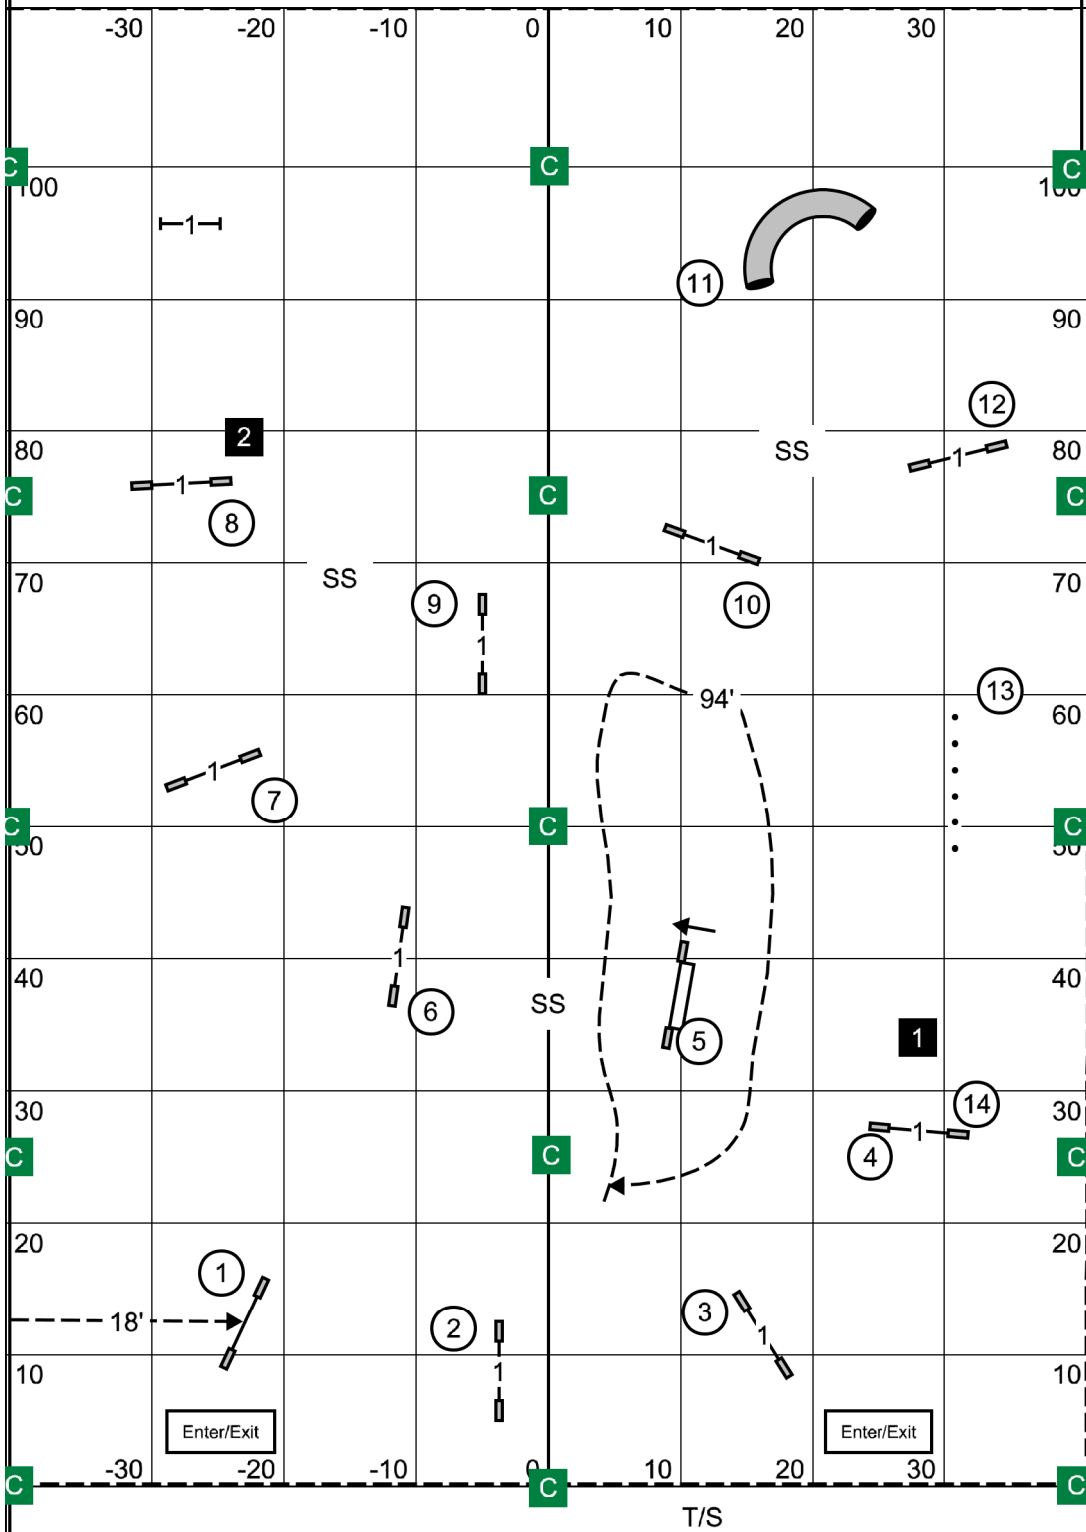 -30 -20 -10 0 10 20 30
C C C
100 100
1
11
90 90
12
2
80 SS 80
1 1
C C C
8
1
70 SS 70
9 10
1
13
60 94' 60
1
7
C C C
50 50
1
40 40
6 SS 5
1
30 14 30
1
C 4 C C
20 20
1
18' 2 3
1
1
10 10
Enter/Exit Enter/Exit
-30 -20 -10 0 10 20 30
C C C
T/S